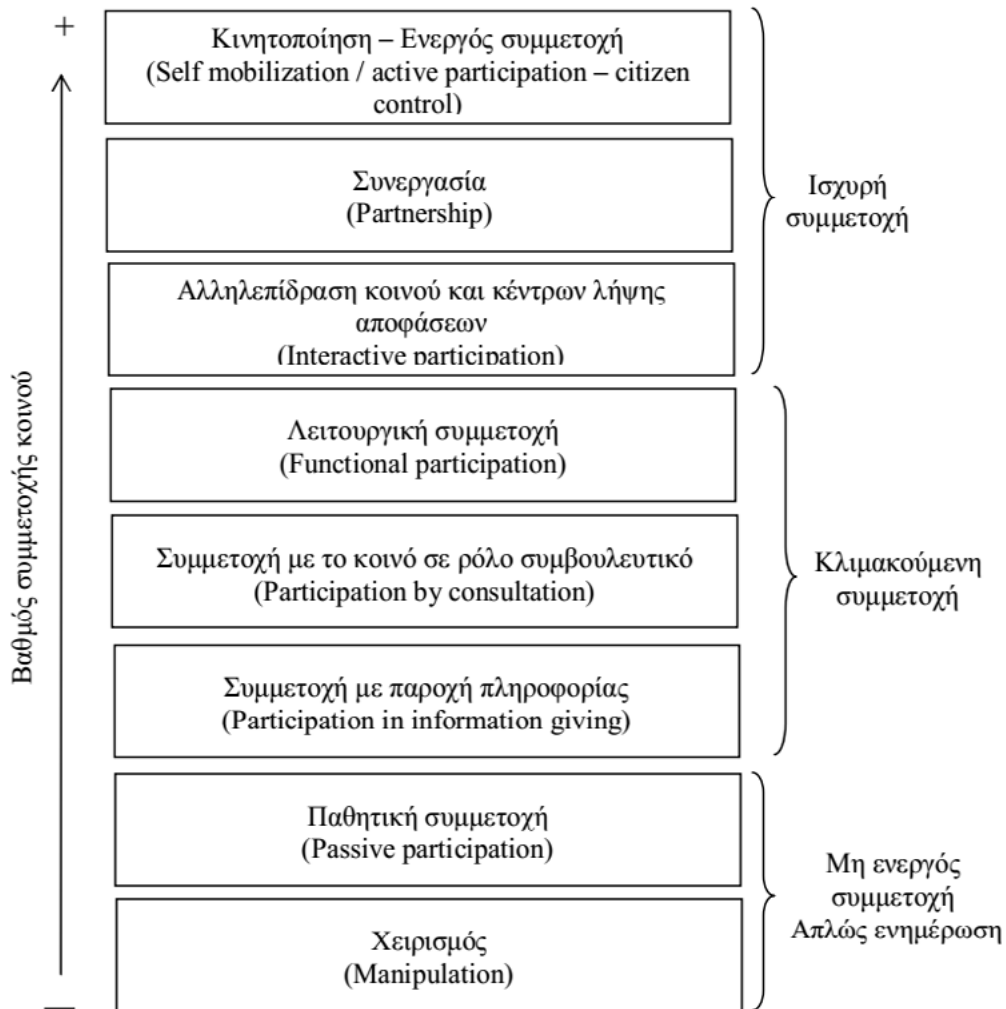 +
Κινητοποίηση – Ενεργός συμμετοχή
(Self mobilization / active participation – citizen
control)
Συνεργασία
(Partnership)
Αλληλεπίδραση κοινού και κέντρων λήψης
αποφάσεων
(Interactive participation)
Ισχυρή
συμμετοχή
Λειτουργική συμμετοχή
(Functional participation)
Συμμετοχή με το κοινό σε ρόλο συμβουλευτικό
(Participation by consultation)
Συμμετοχή με παροχή πληροφορίας
(Participation in information giving)
Κλιμακούμενη
συμμετοχή
Παθητική συμμετοχή
(Passive participation)
Χειρισμός
(Manipulation)
Μη ενεργός
συμμετοχή
Απλώς ενημέρωση
Βαθμός συμμετοχής κοινού
—